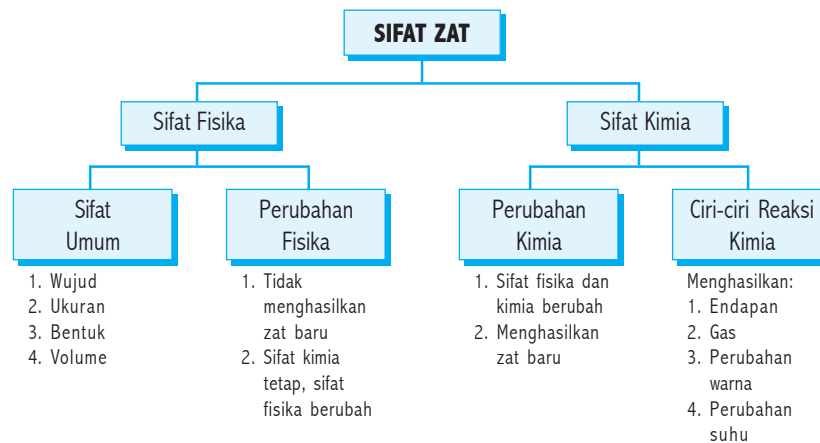 SIFAT ZAT
Sifat Fisika
Sifat Kimia
Sifat
Umum
1. Wujud
2. Ukuran
3. Bentuk
4. Volume
Perubahan
Fisika
1. Tidak
menghasilkan
zat baru
2. Sifat kimia
tetap, sifat
fisika berubah
Perubahan
Kimia
1. Sifat fisika dan
kimia berubah
2. Menghasilkan
zat baru
Ciri-ciri Reaksi
Kimia
Menghasilkan:
1. Endapan
2. Gas
3. Perubahan
warna
4. Perubahan
suhu